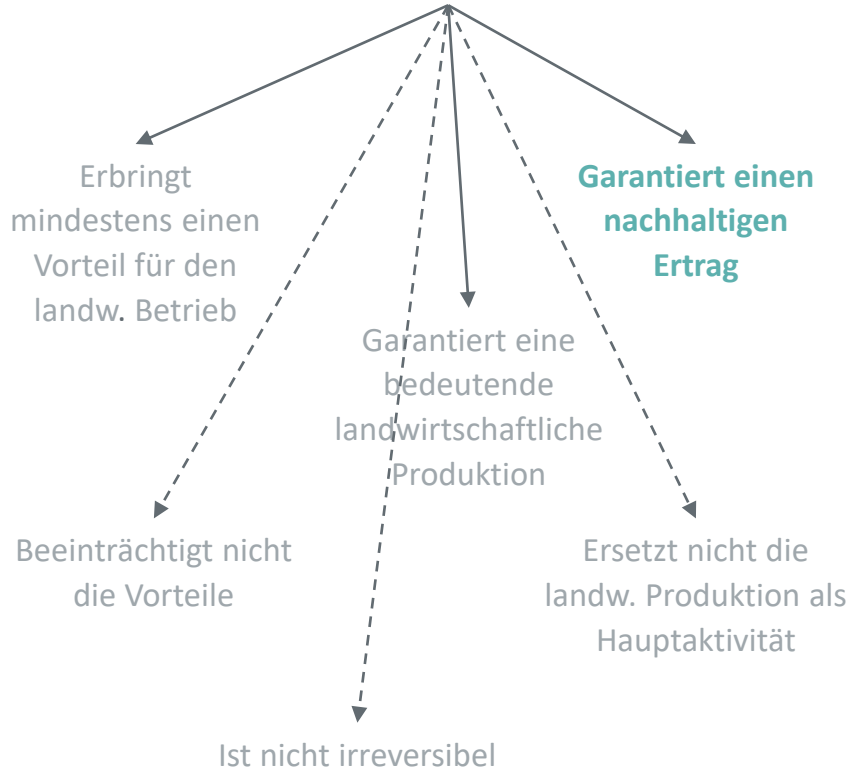 Erbringt
mindestens einen
Vorteil für den
landw. Betrieb
Garantiert einen
nachhaltigen
Ertrag
Garantiert eine
bedeutende
landwirtschaftliche
Produktion
Beeinträchtigt nicht
die Vorteile
Ersetzt nicht die
landw. Produktion als
Hauptaktivität
Ist nicht irreversibel